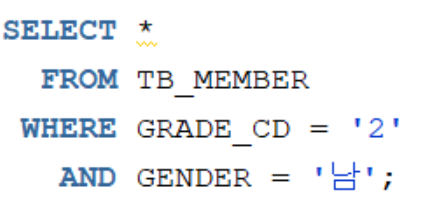 SELECT *
FROM TB_MEMBER
WHERE GRADE_CD = '2'
AND GENDER = '남';